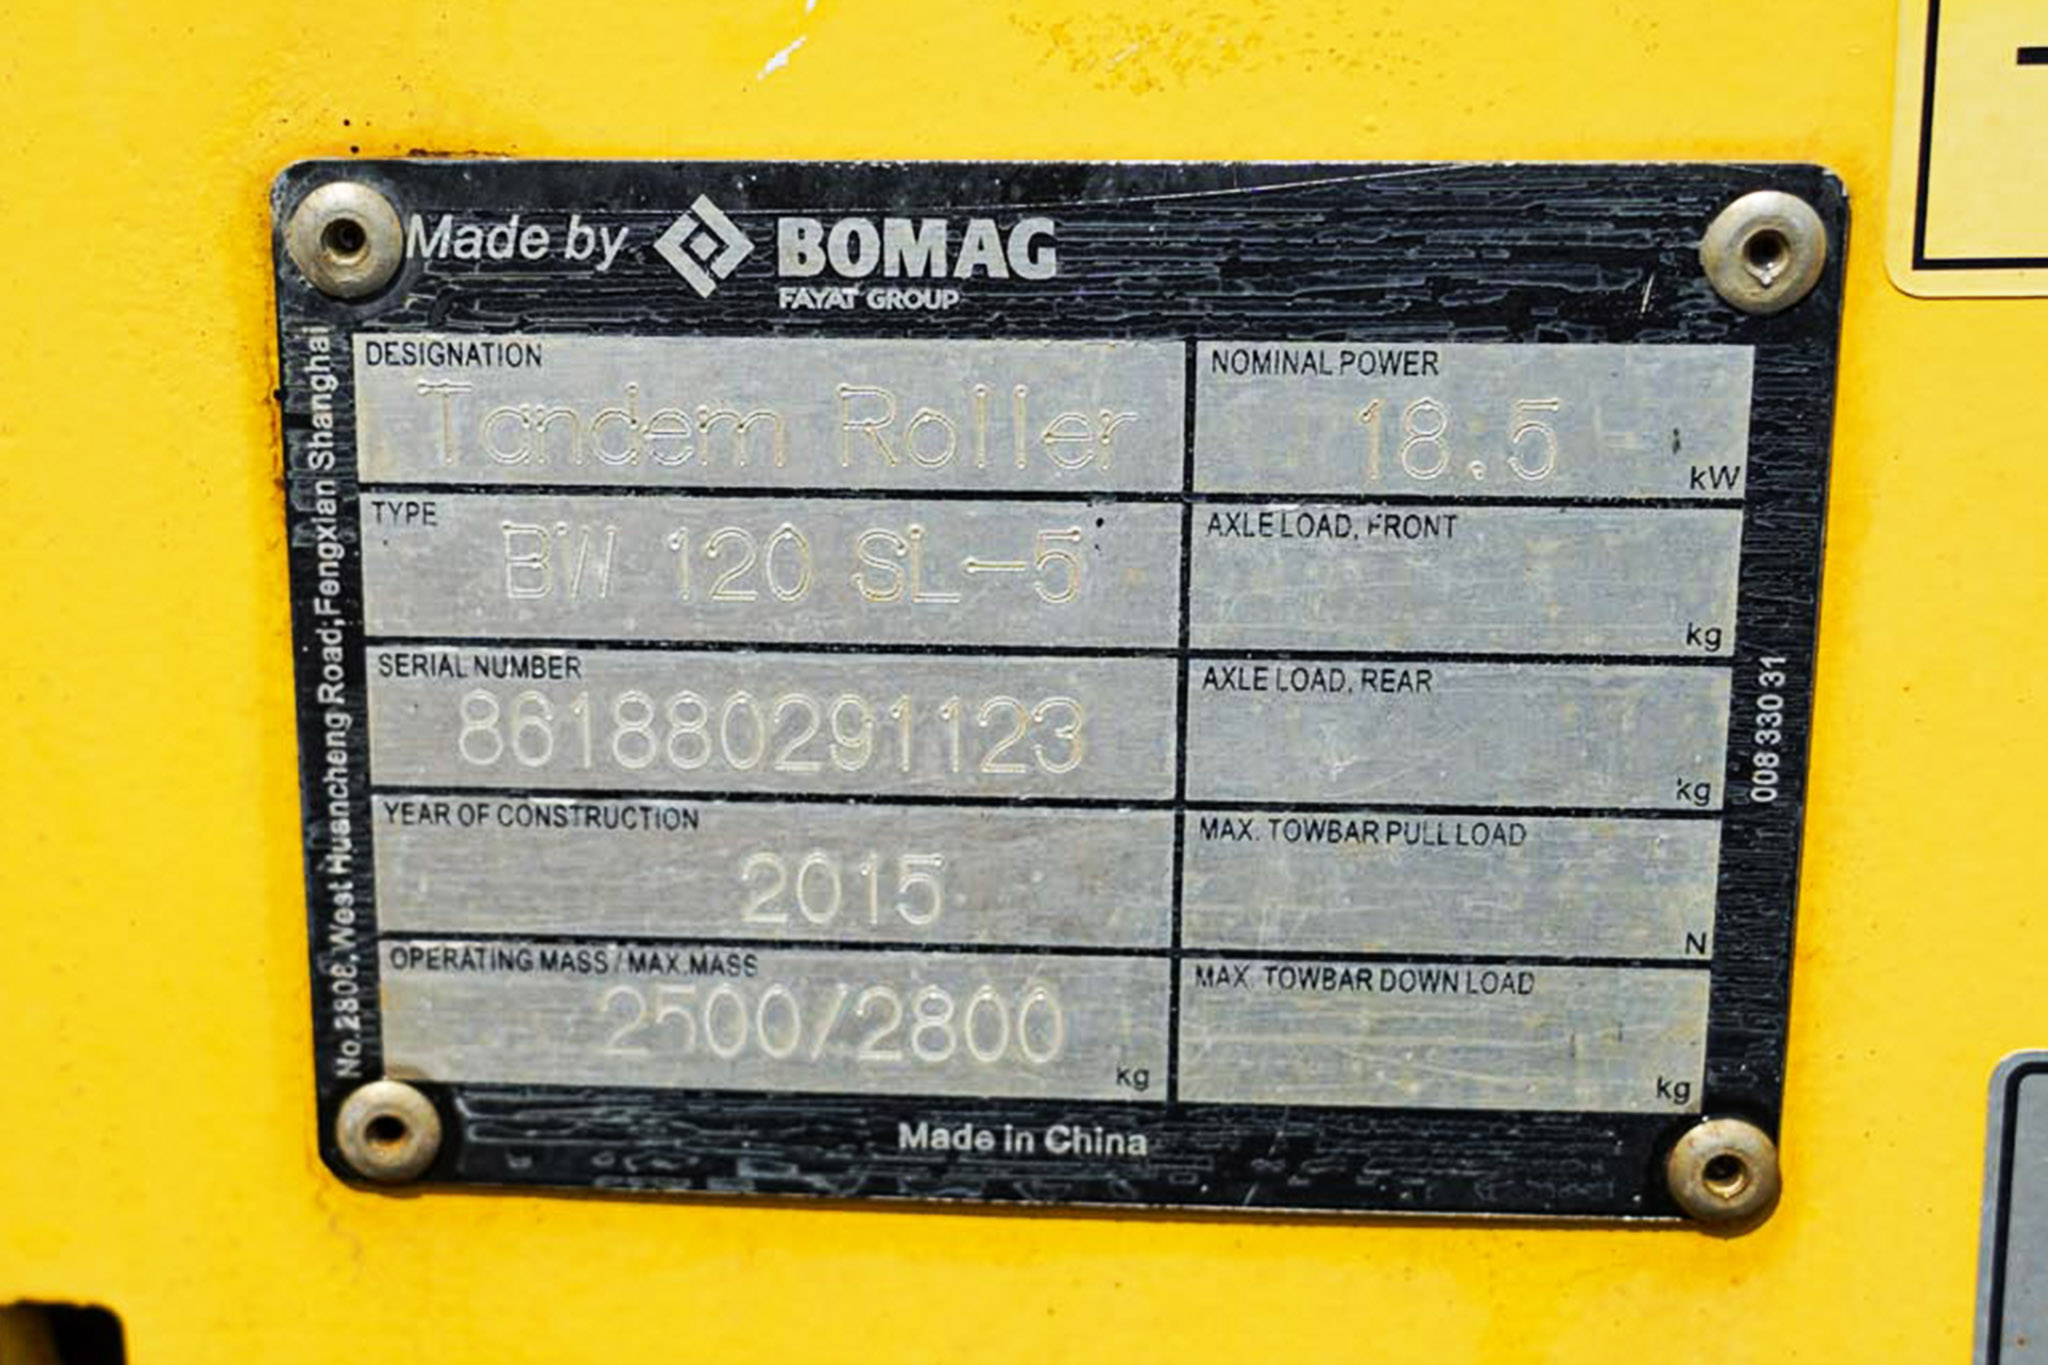 Made by BOMAG
FAYAT GROUP
DESIGNATION
Tandem Roller
NOMINAL POWER
18.5
kW
TYPE
BW 120 SL-5
AXLE LOAD, FRONT
kg
SERIAL NUMBER
861880291123
AXLE LOAD, REAR
kg
YEAR OF CONSTRUCTION
2015
MAX. TOWBAR PULL LOAD
N
OPERATING MASS / MAX.MASS
2500/2800
kg
MAX. TOWBAR DOWN LOAD
kg
Made in China
No.2808, West Huancheng Road, Fengxian Shanghai
008 330 31